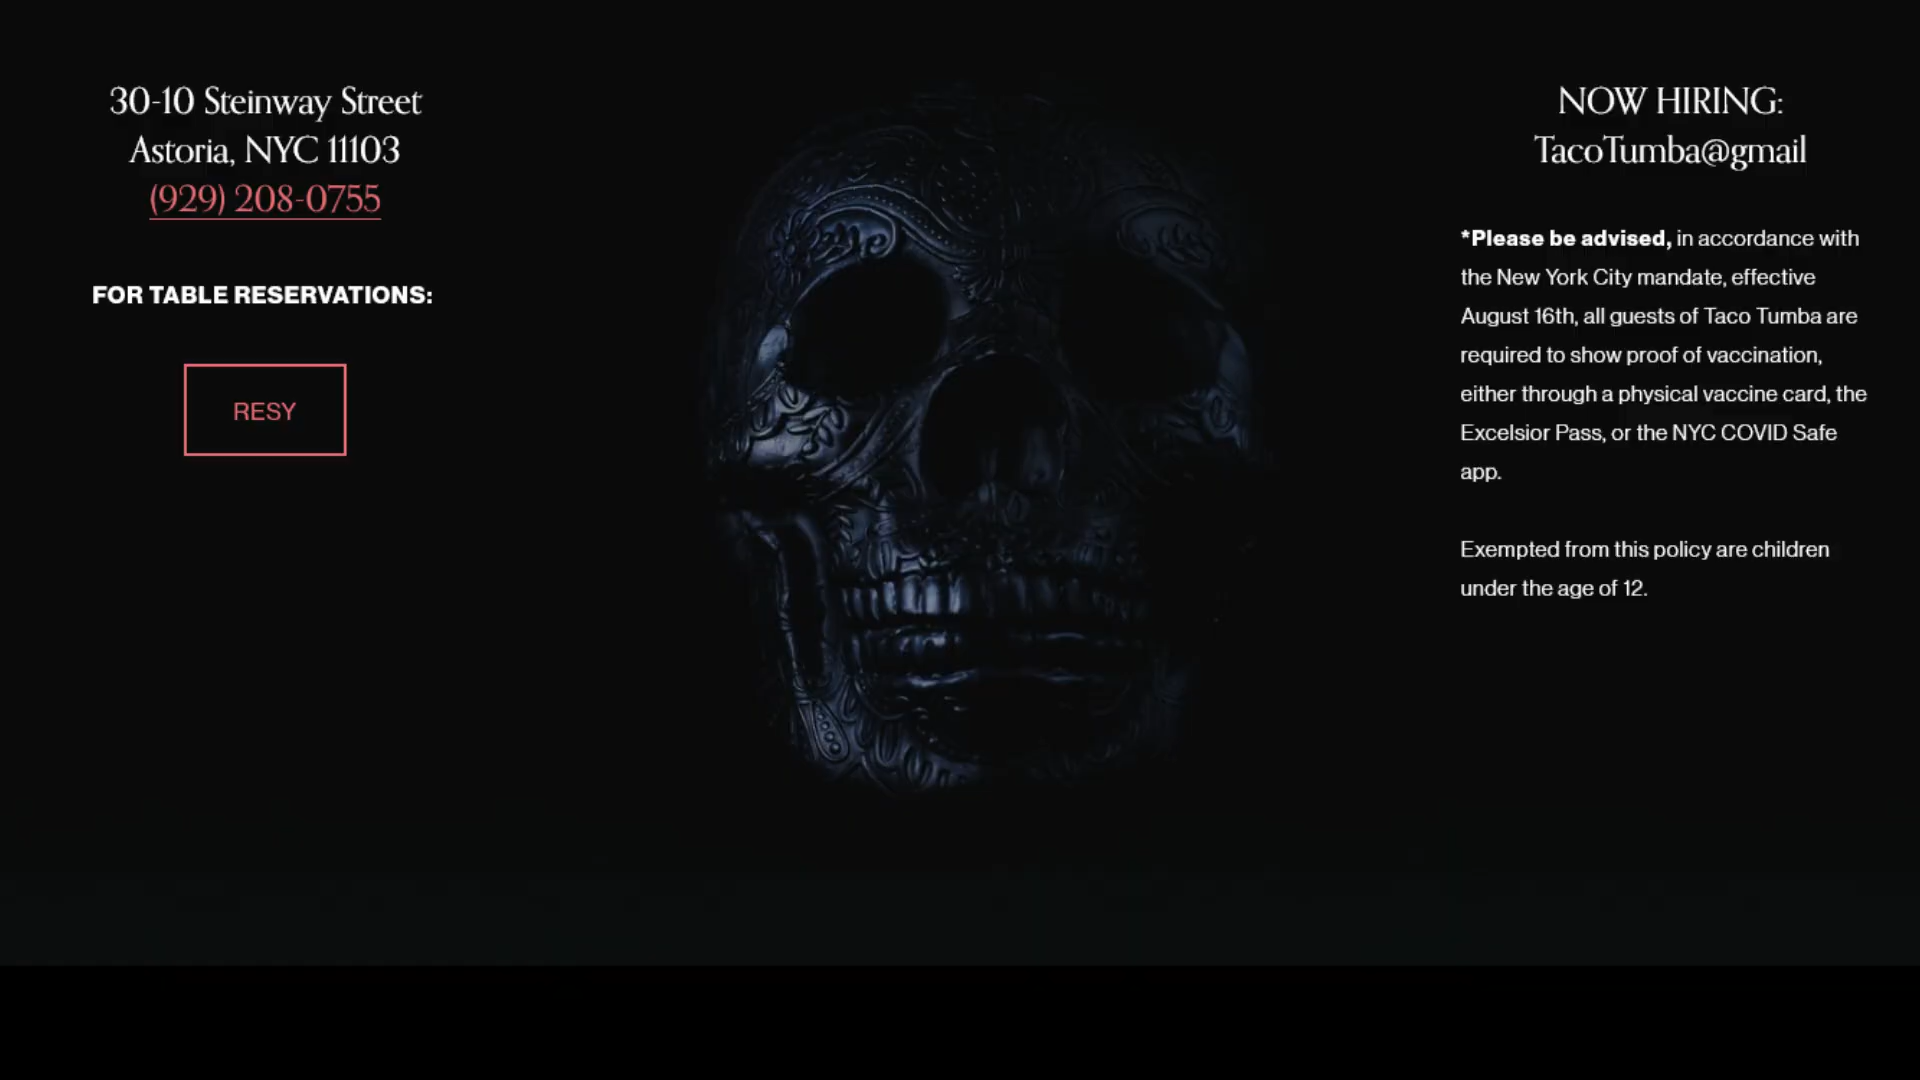 30-10 Steinway Street
Astoria, NYC 11103
(929) 208-0755
FOR TABLE RESERVATIONS:
RESY
NOW HIRING:
TacoTumba@gmail
*Please be advised, in accordance with
the New York City mandate, effective
August 16th, all guests of Taco Tumba are
required to show proof of vaccination,
either through a physical vaccine card, the
Excelsior Pass, or the NYC COVID Safe
app.
Exempted from this policy are children
under the age of 12.